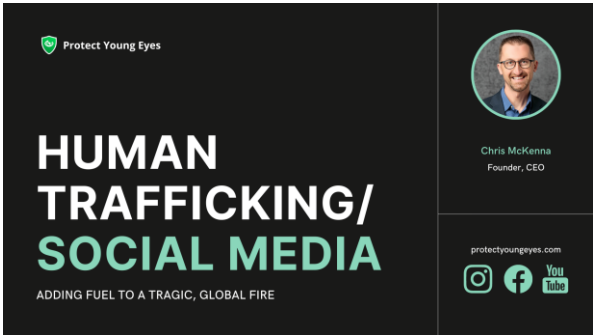 Protect Young Eyes
HUMAN
TRAFFICKING/
SOCIAL MEDIA
ADDING FUEL TO A TRAGIC, GLOBAL FIRE
Chris McKenna
Founder, CEO
protectyoungeyes.com
You
Tube